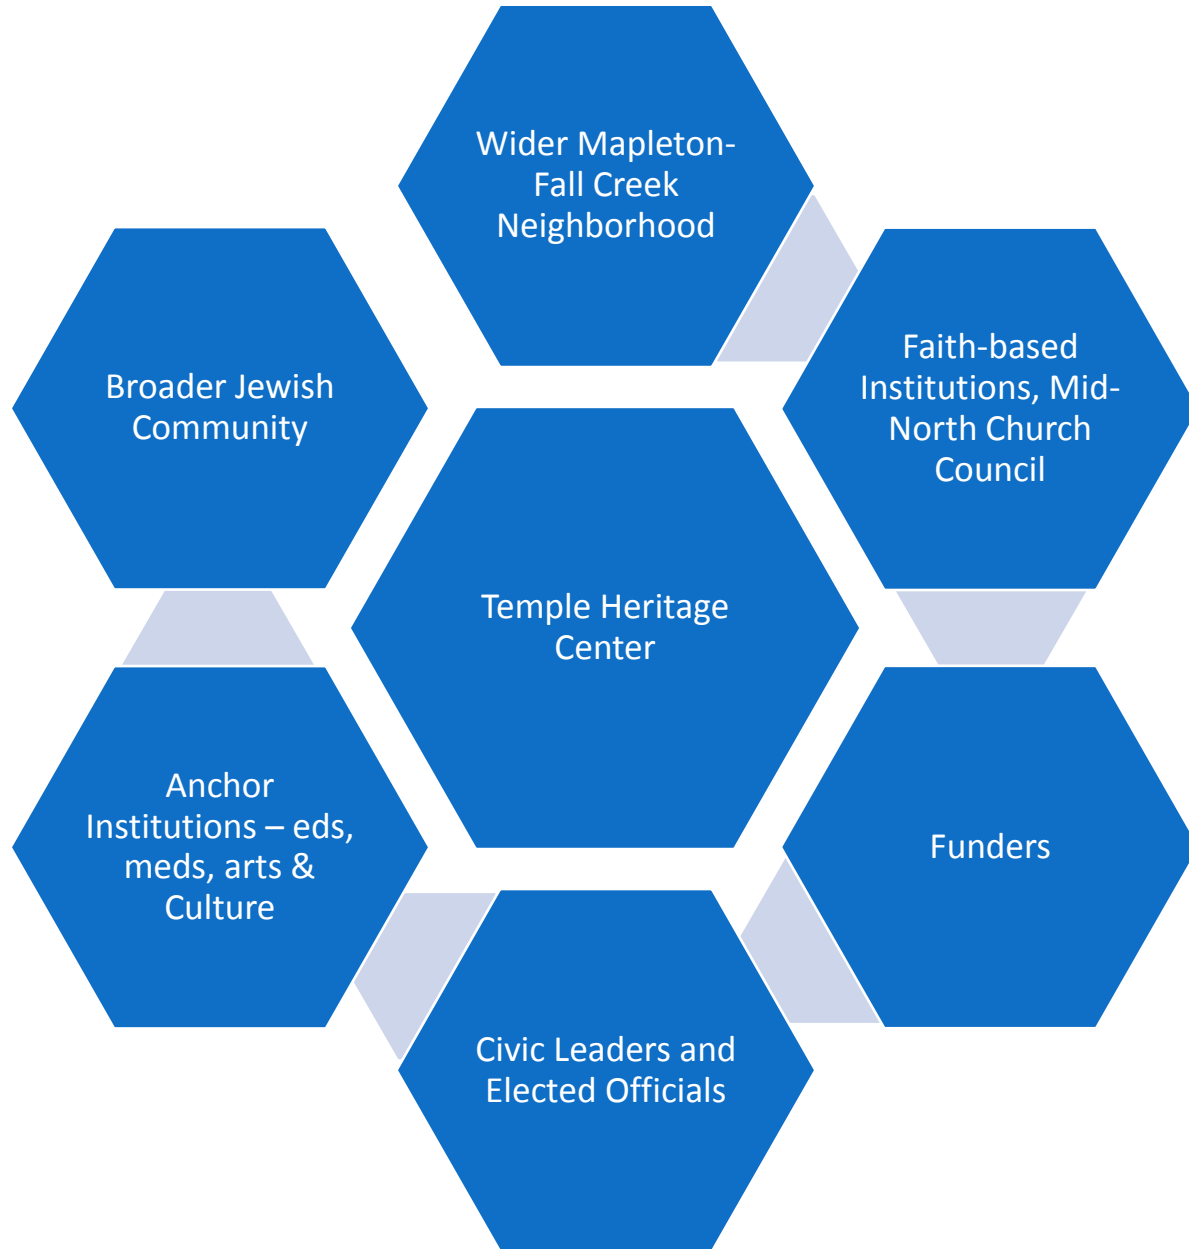 Wider Mapleton-
Fall Creek
Neighborhood
Broader Jewish
Community
Faith-based
Institutions, Mid-
North Church
Council
Temple Heritage
Center
Anchor
Institutions – eds,
meds, arts &
Culture
Funders
Civic Leaders and
Elected Officials